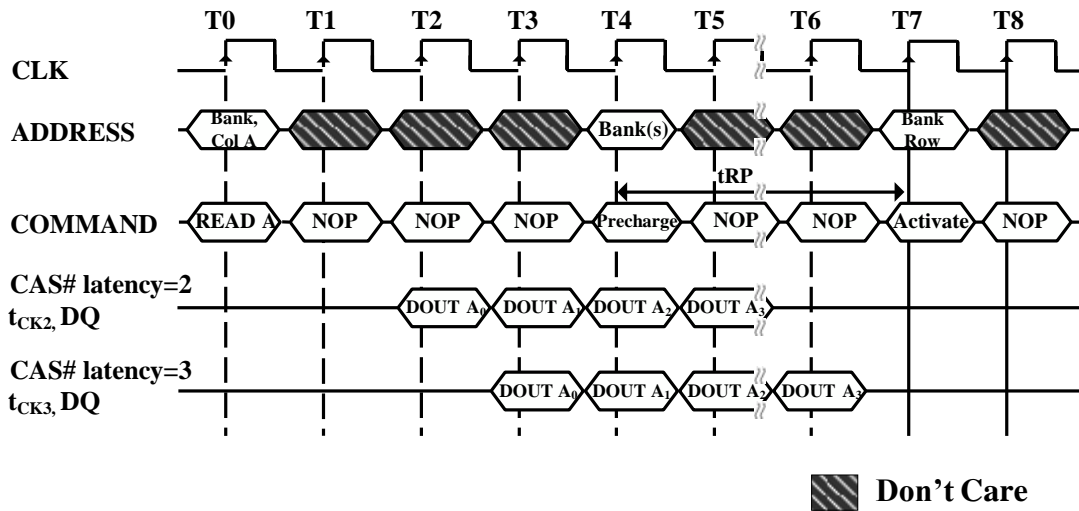 T0 T1 T2 T3 T4 T5 T6 T7 T8
CLK
ADDRESS
Bank,
Col A
Bank(s)
Bank
Row
tRP
COMMAND
READ A NOP NOP NOP Precharge NOP NOP Activate NOP
CAS# latency=2
tCK2, DQ
DOUT A0 DOUT A1 DOUT A2 DOUT A3
CAS# latency=3
tCK3, DQ
DOUT A0 DOUT A1 DOUT A2 DOUT A3
Don't Care